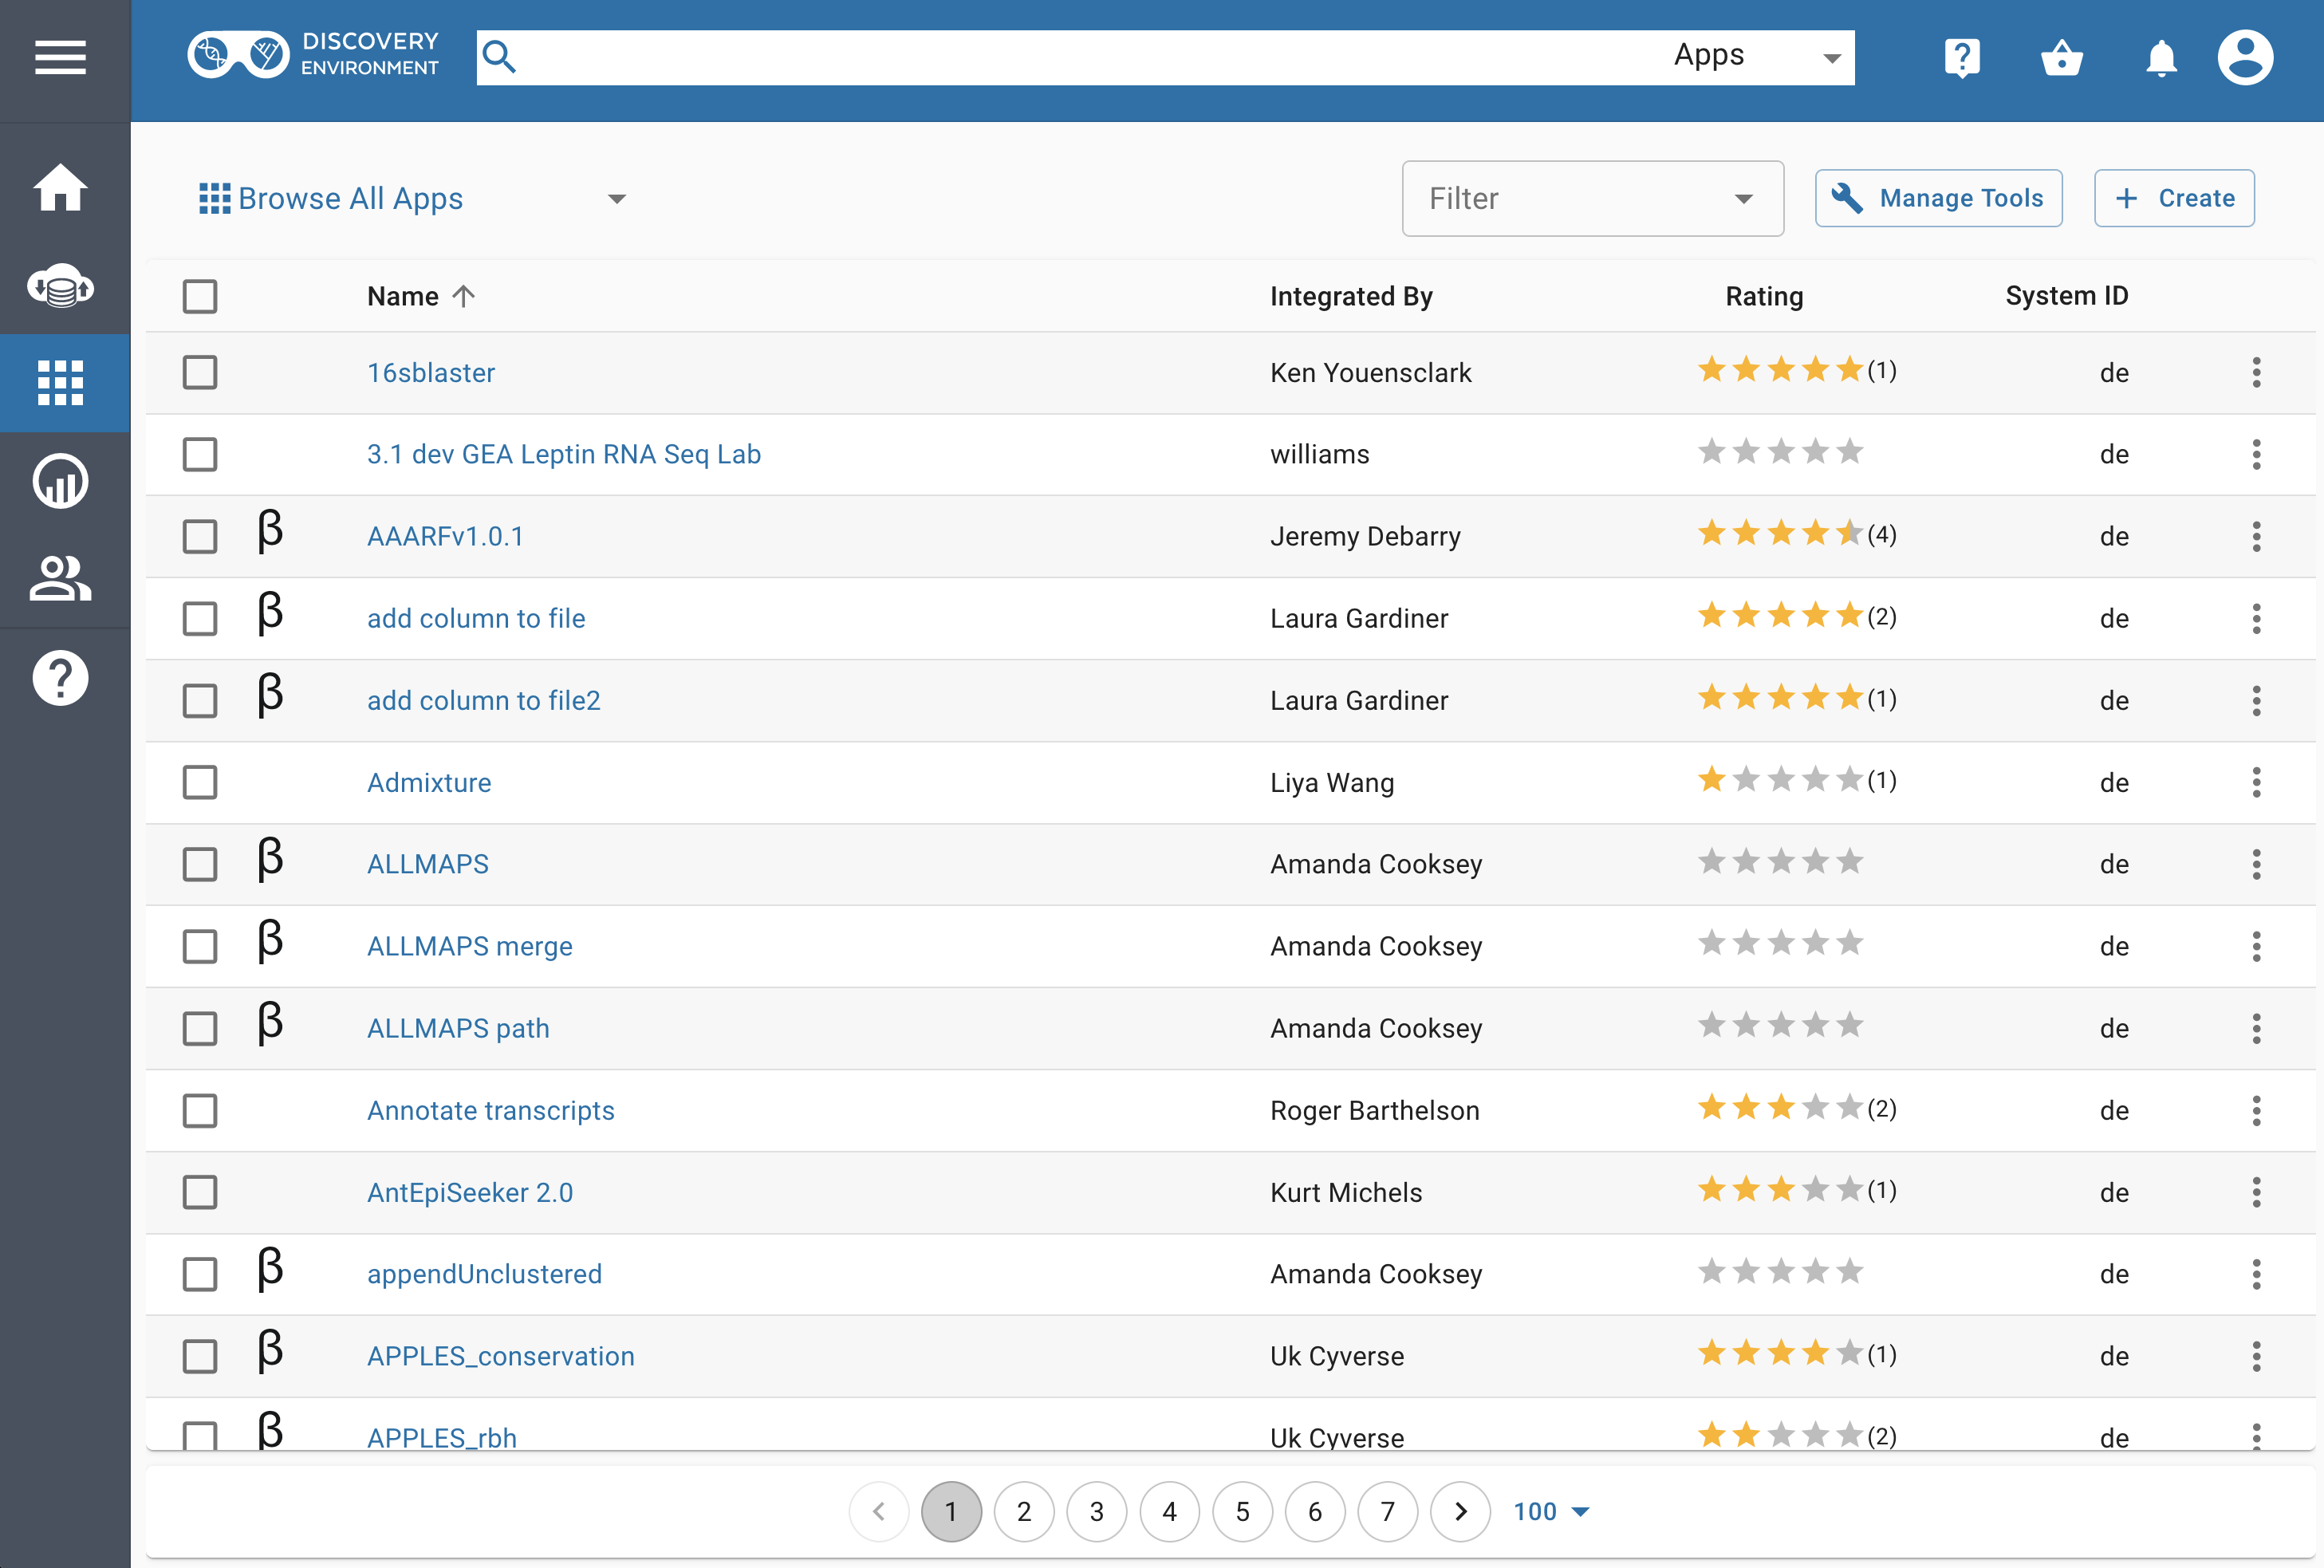 DISCOVERY
ENVIRONMENT
Apps
Browse All Apps
Filter
Manage Tools
+ Create
Name Integrated By Rating System ID
16sblaster Ken Youensclark (1) de
3.1 dev GEA Leptin RNA Seq Lab williams de
β AAARFv1.0.1 Jeremy Debarry (4) de
β add column to file Laura Gardiner (2) de
β add column to file2 Laura Gardiner (1) de
Admixture Liya Wang (1) de
β ALLMAPS Amanda Cooksey de
β ALLMAPS merge Amanda Cooksey de
β ALLMAPS path Amanda Cooksey de
Annotate transcripts Roger Barthelson (2) de
AntEpiSeeker 2.0 Kurt Michels (1) de
β appendUnclustered Amanda Cooksey de
β APPLES_conservation Uk Cyverse (1) de
β APPLES_rbh Uk Cyverse (2) de
1 2 3 4 5 6 7 100